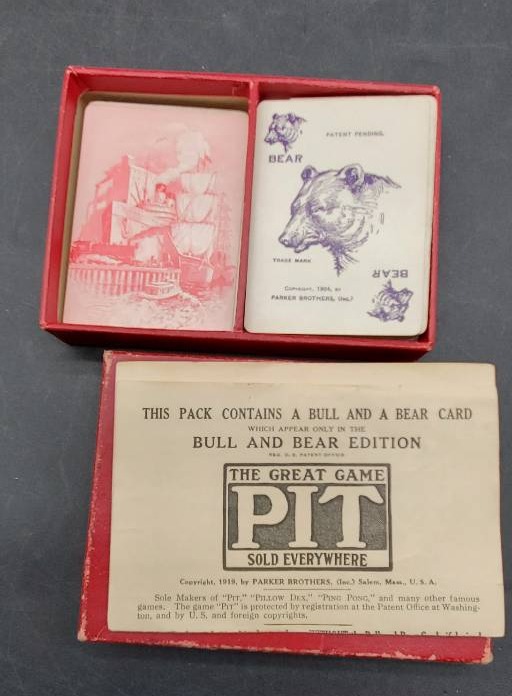 BEAR
PATENT PENDING.
TRADE MARK
COPYRIGHT, 1904, BY
PARKER BROTHERS, (INC.)
BEAR
THIS PACK CONTAINS A BULL AND A BEAR CARD
WHICH APPEAR ONLY IN THE
BULL AND BEAR EDITION
REG. U. S. PATENT OFFICE
THE GREAT GAME
PIT
SOLD EVERYWHERE
Copyright, 1919, by PARKER BROTHERS, (Inc.) Salem, Mass., U. S. A.
Sole Makers of "PIT," "PILLOW DEX," "PING PONG," and many other famous
games. The game "PIT" is protected by registration at the Patent Office at Washing-
ton, and by U. S. and foreign copyrights.